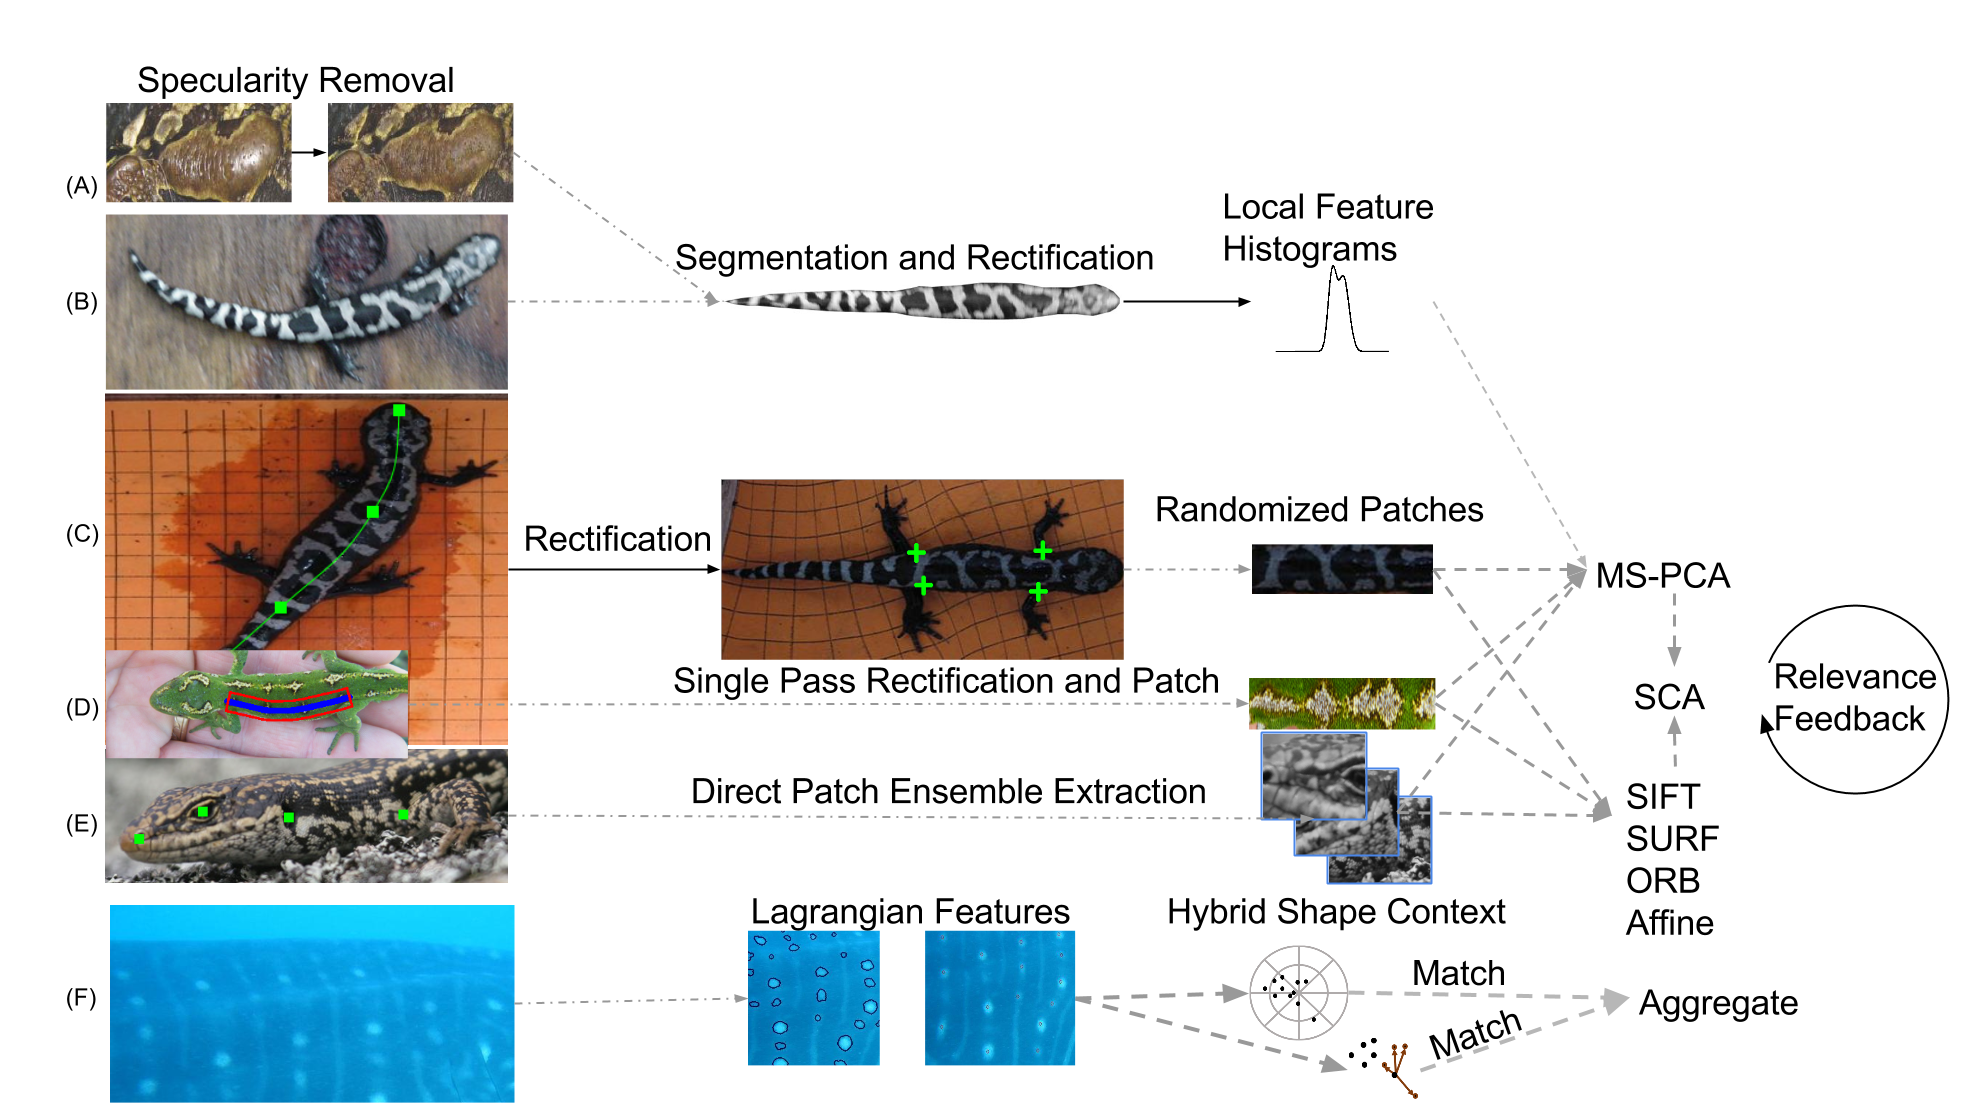 Specularity Removal
(A)
(B)
Segmentation and Rectification
Local Feature
Histograms
(C)
Rectification
Randomized Patches
MS-PCA
(D)
Single Pass Rectification and Patch
SCA
Relevance
Feedback
(E)
Direct Patch Ensemble Extraction
SIFT
SURF
ORB
Affine
(F)
Lagrangian Features
Hybrid Shape Context
Match
Match
Aggregate